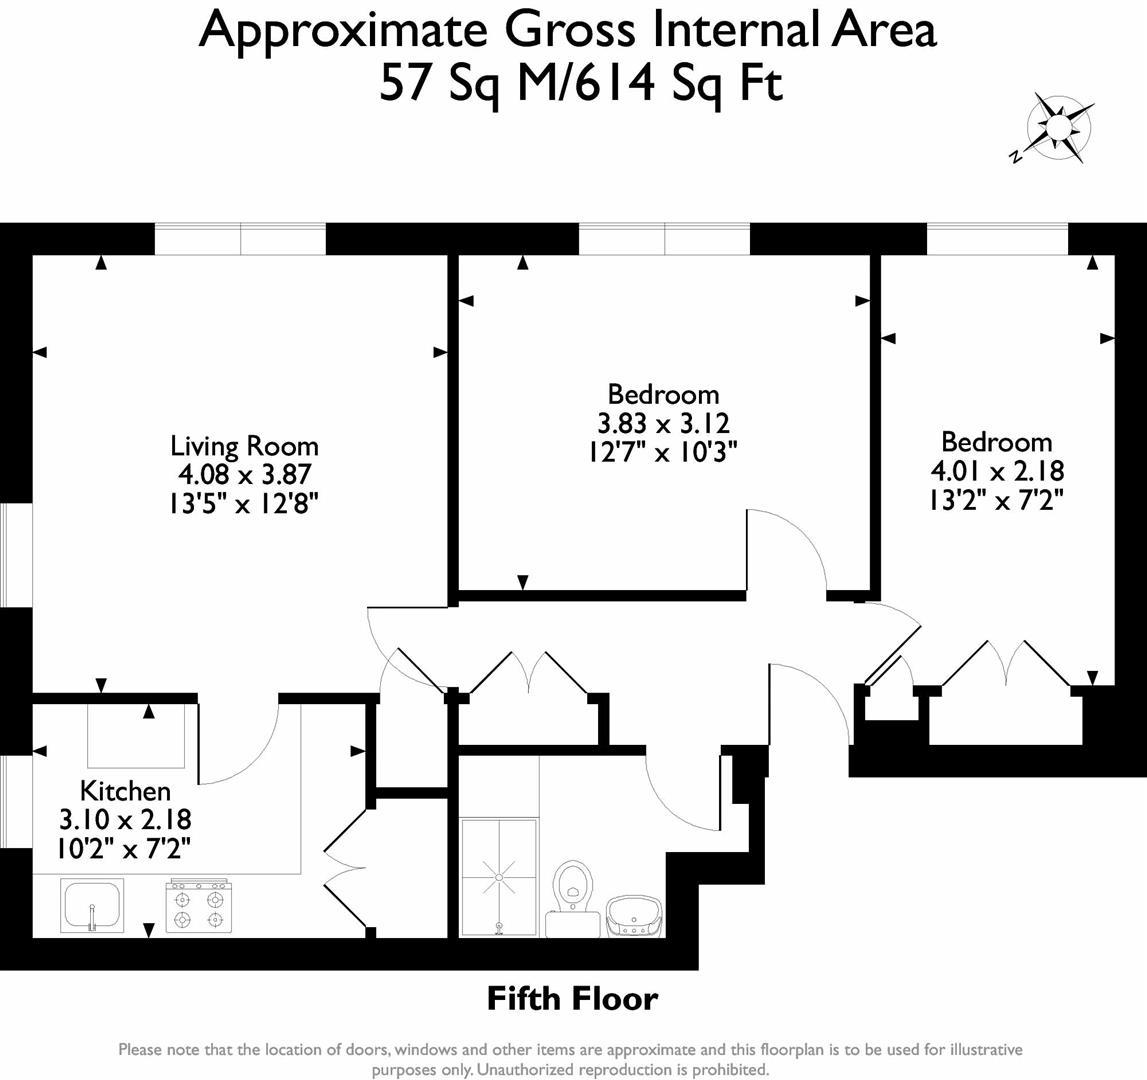 Approximate Gross Internal Area
57 Sq M/614 Sq Ft
N
Living Room
4.08 x 3.87
13'5" x 12'8"
Bedroom
3.83 x 3.12
12'7" x 10'3"
Bedroom
4.01 x 2.18
13'2" x 7'2"
Kitchen
3.10 x 2.18
10'2" x 7'2"
Fifth Floor
Please note that the location of doors, windows and other items are approximate and this floorplan is to be used for illustrative
purposes only. Unauthorized reproduction is prohibited.